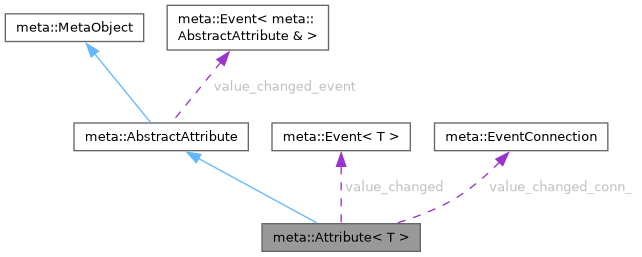 meta::MetaObject
meta::Event< meta::
AbstractAttribute & >
value_changed_event
meta::AbstractAttribute
meta::Event< T >
meta::EventConnection
value_changed
value_changed_conn_
meta::Attribute< T >